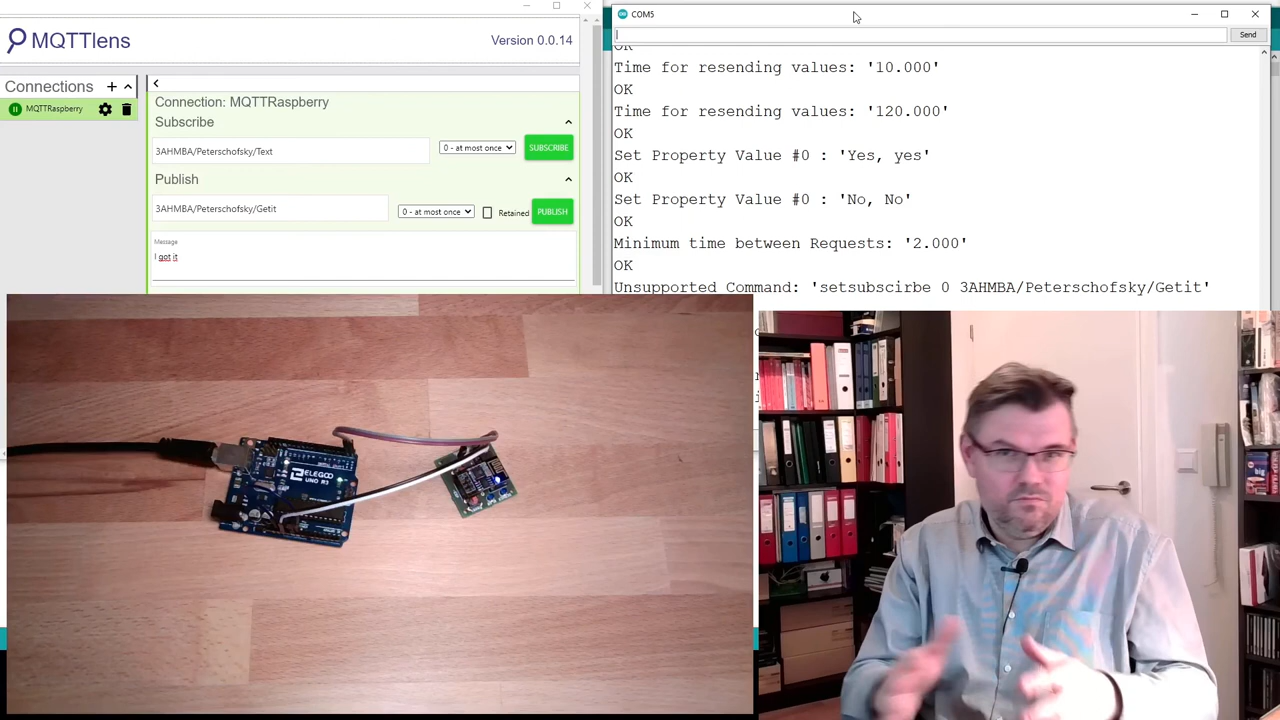 MQTTlens
Version 0.0.14
Connections
MQTTRaspberry
Connection: MQTTRaspberry
Subscribe
3AHMBA/Peterschofsky/Text
0 - at most once
SUBSCRIBE
Publish
3AHMBA/Peterschofsky/Getit
0 - at most once
Retained
PUBLISH
Message
I got it
COM5
Send
OK
Time for resending values: '10.000'
OK
Time for resending values: '120.000'
OK
Set Property Value #0 : 'Yes, yes'
OK
Set Property Value #0 : 'No, No'
OK
Minimum time between Requests: '2.000'
OK
Unsupported Command: 'setsubscirbe 0 3AHMBA/Peterschofsky/Getit'
ELEGOO
UNO R3